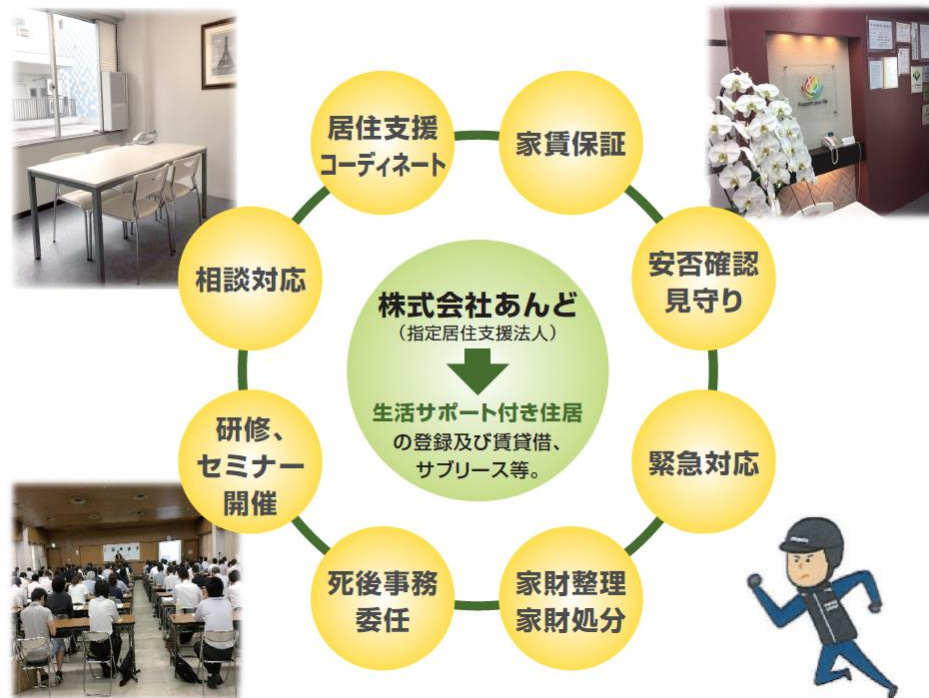 居住支援
コーディネート
家賃保証
安否確認
見守り
緊急対応
家財整理
家財処分
死後事務
委任
研修、
セミナー
開催
相談対応
株式会社あんど
（指定居住支援法人）
生活サポート付き住居
の登録及び賃貸借、
サブリース等。